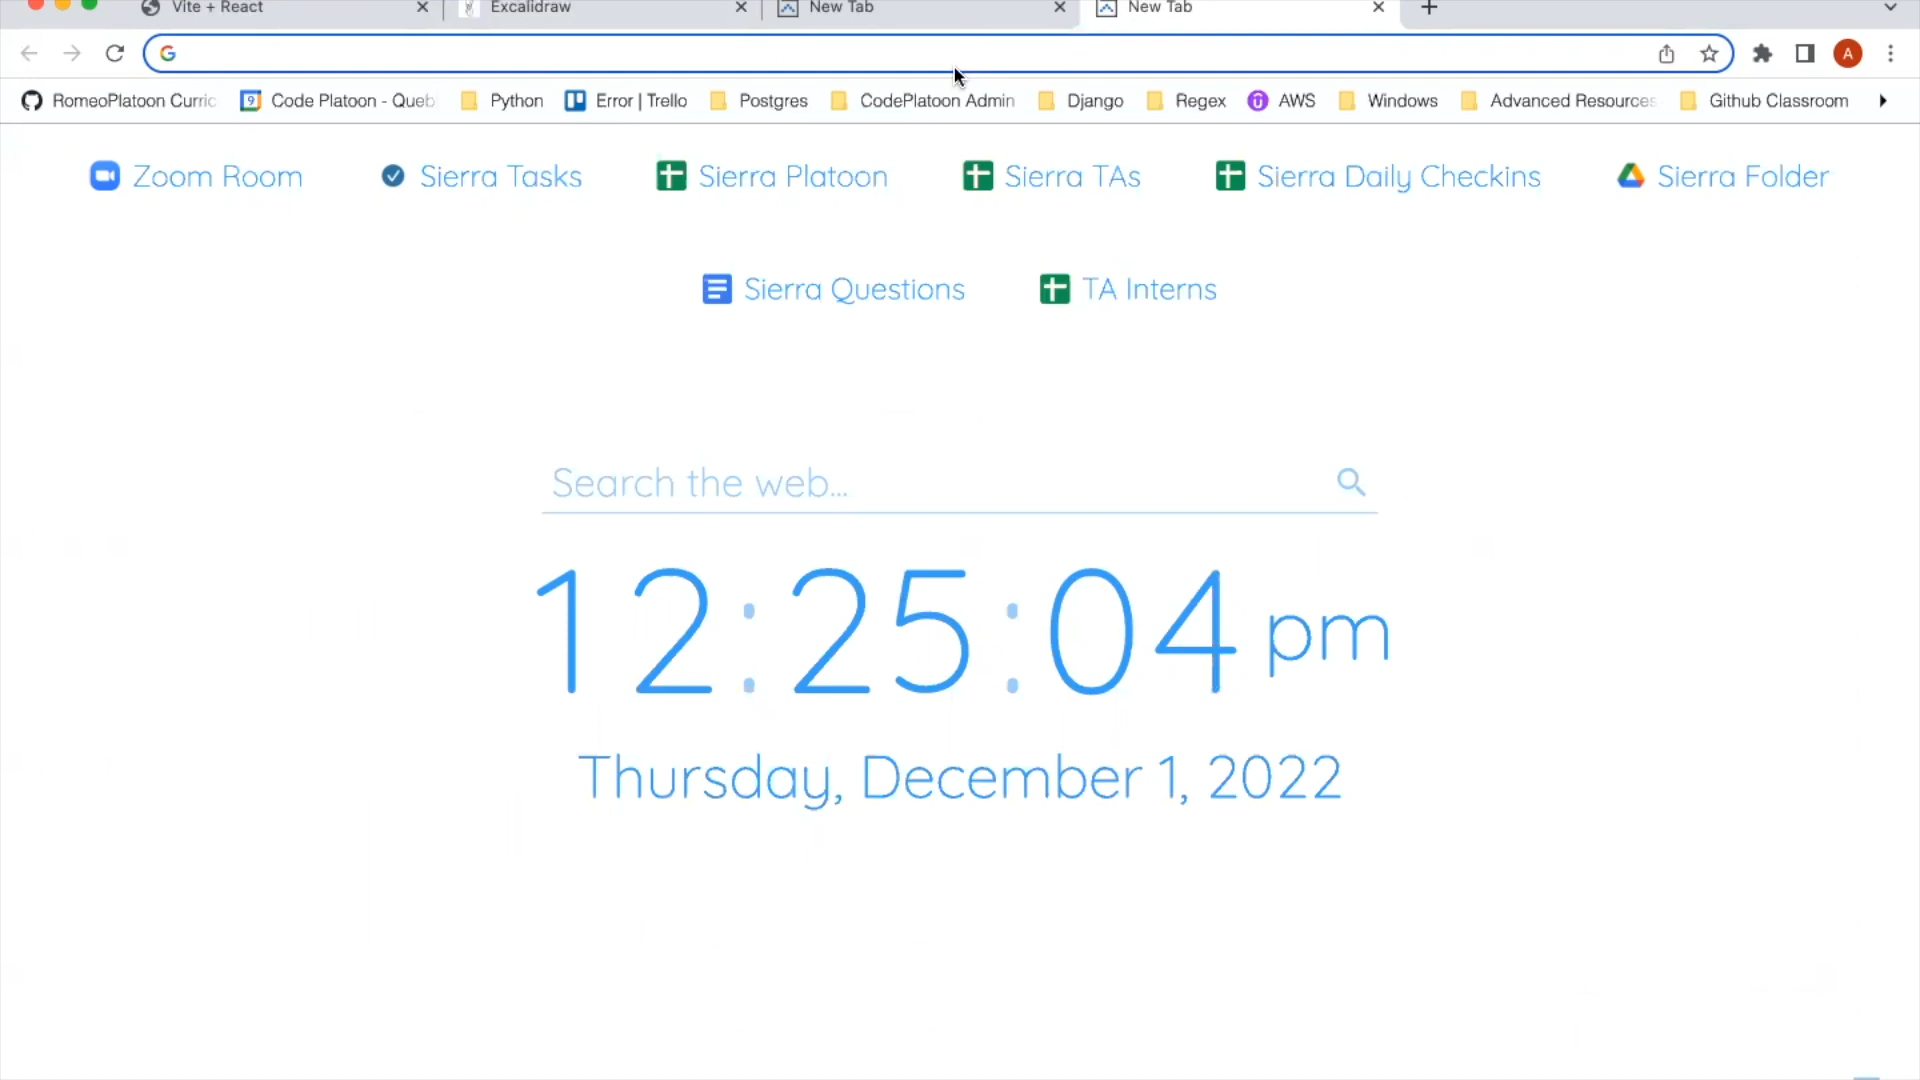 Vite + React
Excalidraw
New Tab
New Tab
A
RomeoPlatoon Curric
Code Platoon - Queb
Python
Error | Trello
Postgres
CodePlatoon Admin
Django
Regex
AWS
Windows
Advanced Resources
Github Classroom
Zoom Room
Sierra Tasks
Sierra Platoon
Sierra TAs
Sierra Daily Checkins
Sierra Folder
Sierra Questions
TA Interns
Search the web...
12:25:04 pm
Thursday, December 1, 2022